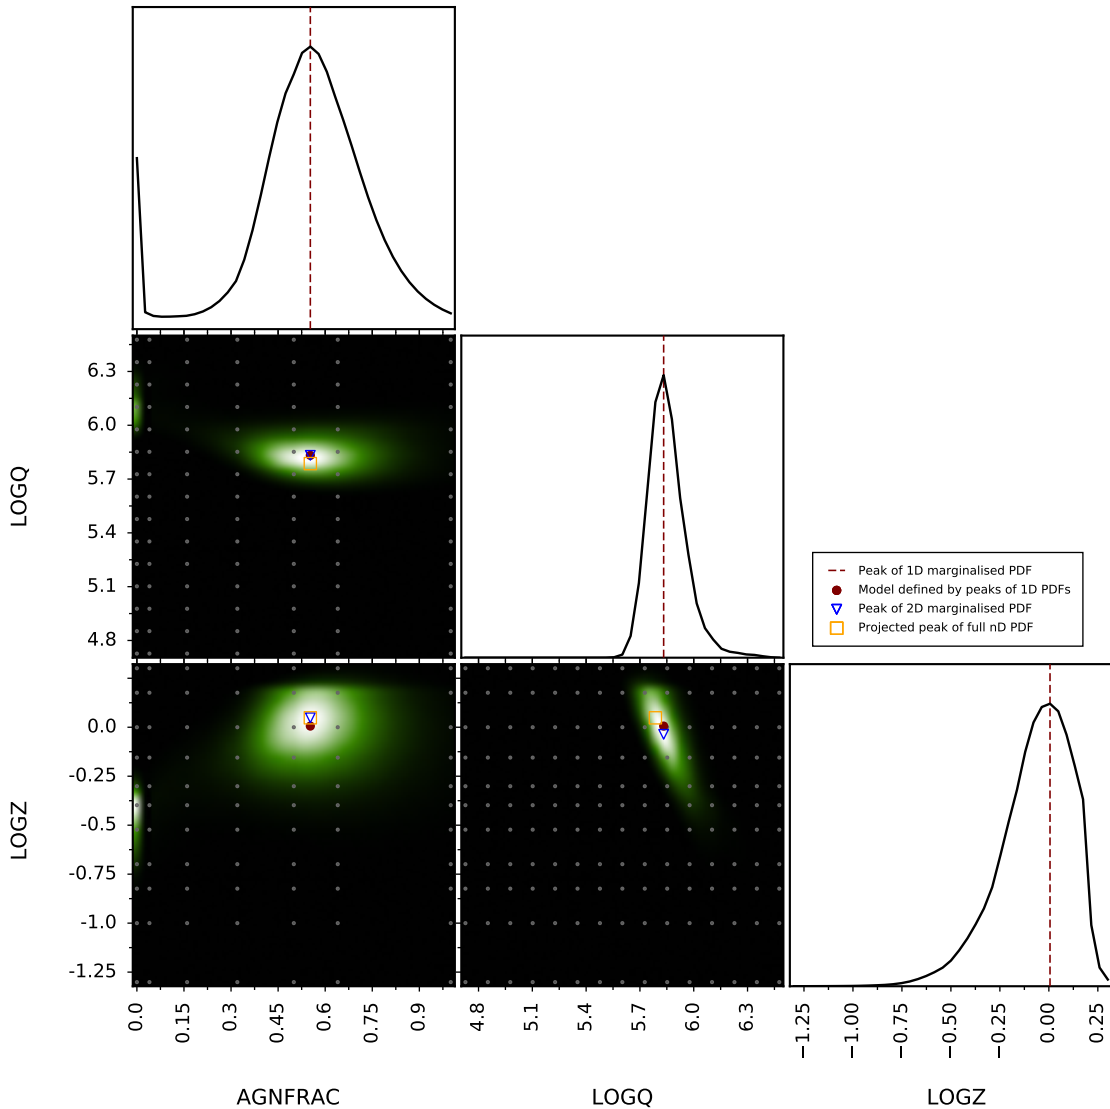 6.3
6.0
5.7
5.4
5.1
4.8
LOGQ
Peak of 1D marginalised PDF
Model defined by peaks of 1D PDFs
Peak of 2D marginalised PDF
Projected peak of full nD PDF
0.0
-0.25
-0.5
-0.75
-1.0
-1.25
LOGZ
0.0 0.15 0.3 0.45 0.6 0.75 0.9
4.8 5.1 5.4 5.7 6.0 6.3
−1.25 −1.00 −0.75 −0.50 −0.25 0.00 0.25
AGNFRAC LOGQ LOGZ